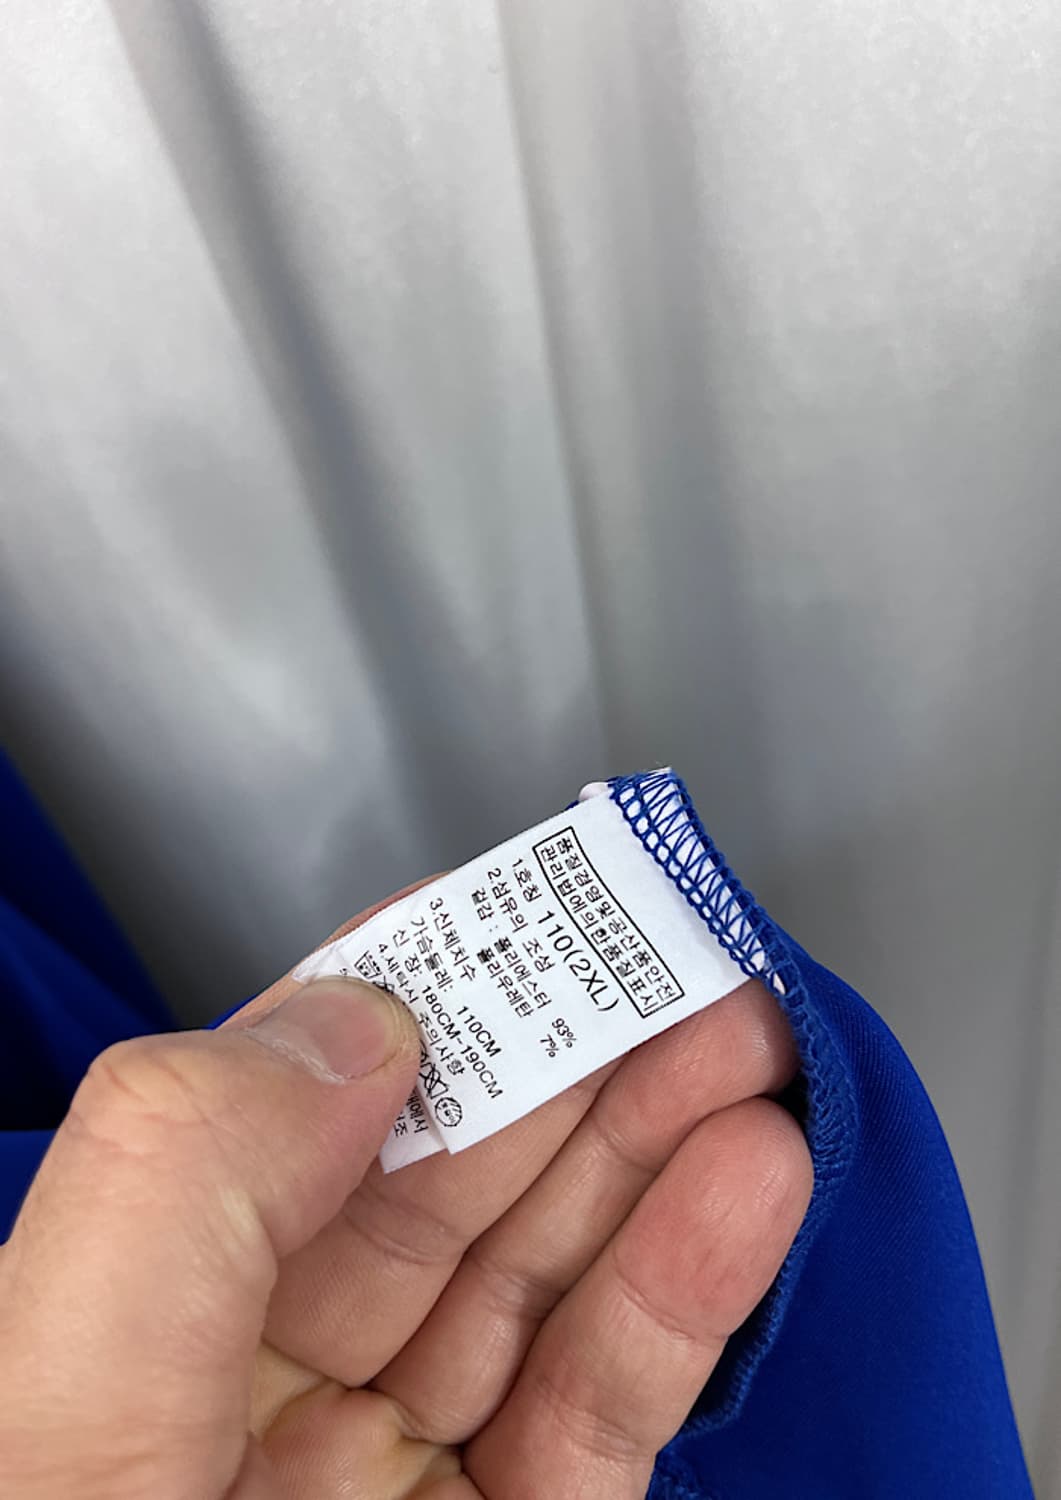 품질경영및공산품안전
관리법에의한품질표시
1.호칭 110(2XL)
2.섬유의 조성
겉감 : 폴리에스터 93%
폴리우레탄 7%
3.신체치수
가슴둘레: 110CM
신 장: 180CM-190CM
4.세탁시 주의사항